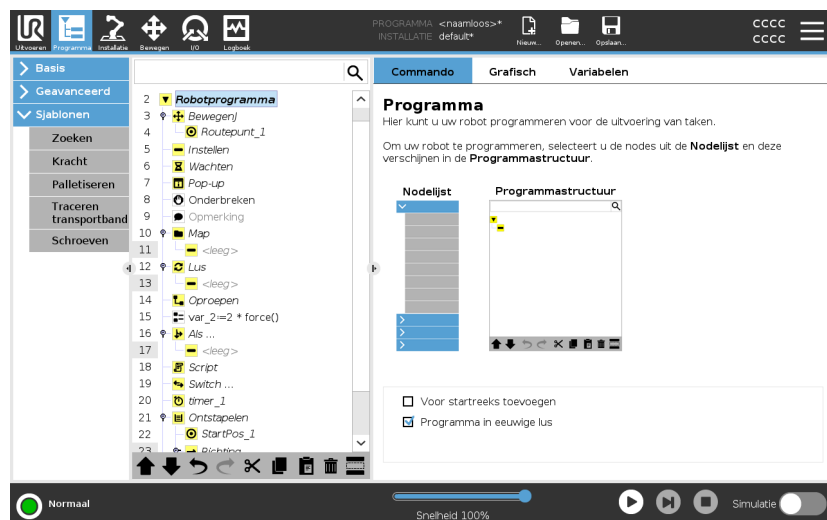 PROGRAMMA <naamloos>*
INSTALLATIE default*
Uitvoeren Programma Installatie Bewegen I/O Logboek
Nieuw... Openen... Opslaan...
CCCC
CCCC
Basis
Geavanceerd
Sjablonen
Zoeken
Kracht
Palletiseren
Traceren
transportband
Schroeven
2 Robotprogramma
3 BewegenJ
4 Routepunt_1
5 Instellen
6 Wachten
7 Pop-up
8 Onderbreken
9 Opmerking
10 Map
11 <leeg>
12 Lus
13 <leeg>
14 Oproepen
15 var_2:=2 * force()
16 Als ...
17 <leeg>
18 Script
19 Switch ...
20 timer_1
21 Ontstapelen
22 StartPos_1
23 Richting
Commando Grafisch Variabelen
Programma
Hier kunt u uw robot programmeren voor de uitvoering van taken.
Om uw robot te programmeren, selecteert u de nodes uit de Nodelijst en deze
verschijnen in de Programmastructuur.
Nodelijst Programmastructuur
Voor startreeks toevoegen
Programma in eeuwige lus
Normaal
Snelheid 100%
Simulatie